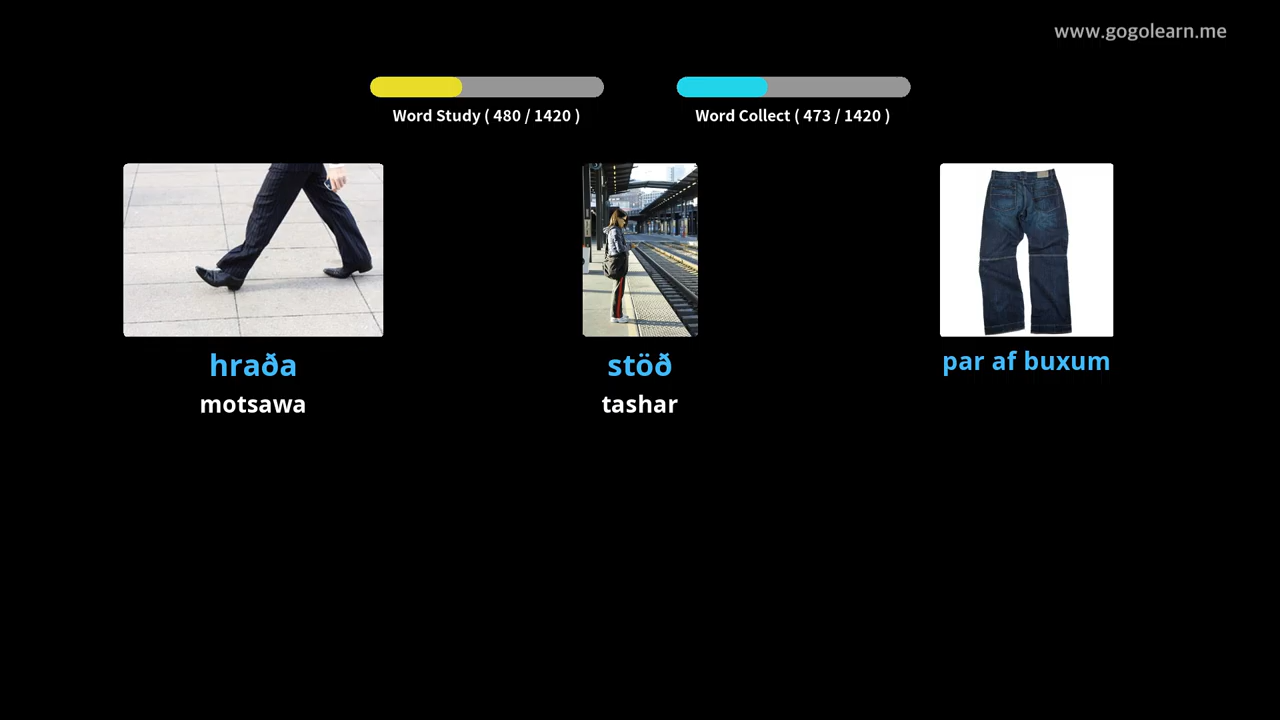 www.gogolearn.me
Word Study ( 480 / 1420 )
Word Collect ( 473 / 1420 )
hraða
motsawa
stöð
tashar
par af buxum